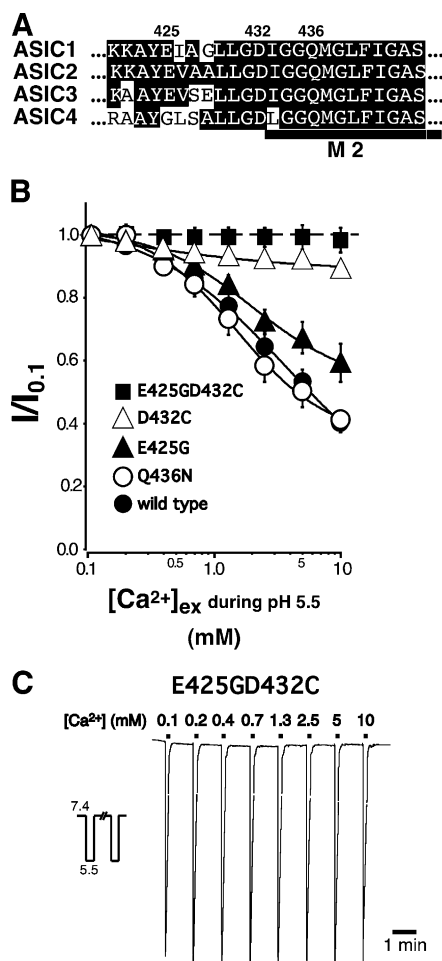 A
425 432 436
ASIC1 ...KKAYEIAGLLGDIGGQMGLFIGAS...
ASIC2 ...KKAYEVAALLGDIGGQMGLFIGAS...
ASIC3 ...KAAYEVSELLGDIGGQMGLFIGAS...
ASIC4 ...RAAYGLSALLGDLGGQMGLFIGAS...
M 2
B
I/I0.1
1.0
0.8
0.6
0.4
0.2
0.0
E425GD432C
D432C
E425G
Q436N
wild type
0.1 0.5 1.0 5 10
[Ca²⁺]ex during pH 5.5
(mM)
C
E425GD432C
[Ca²⁺] (mM) 0.1 0.2 0.4 0.7 1.3 2.5 5 10
7.4
5.5
1 min